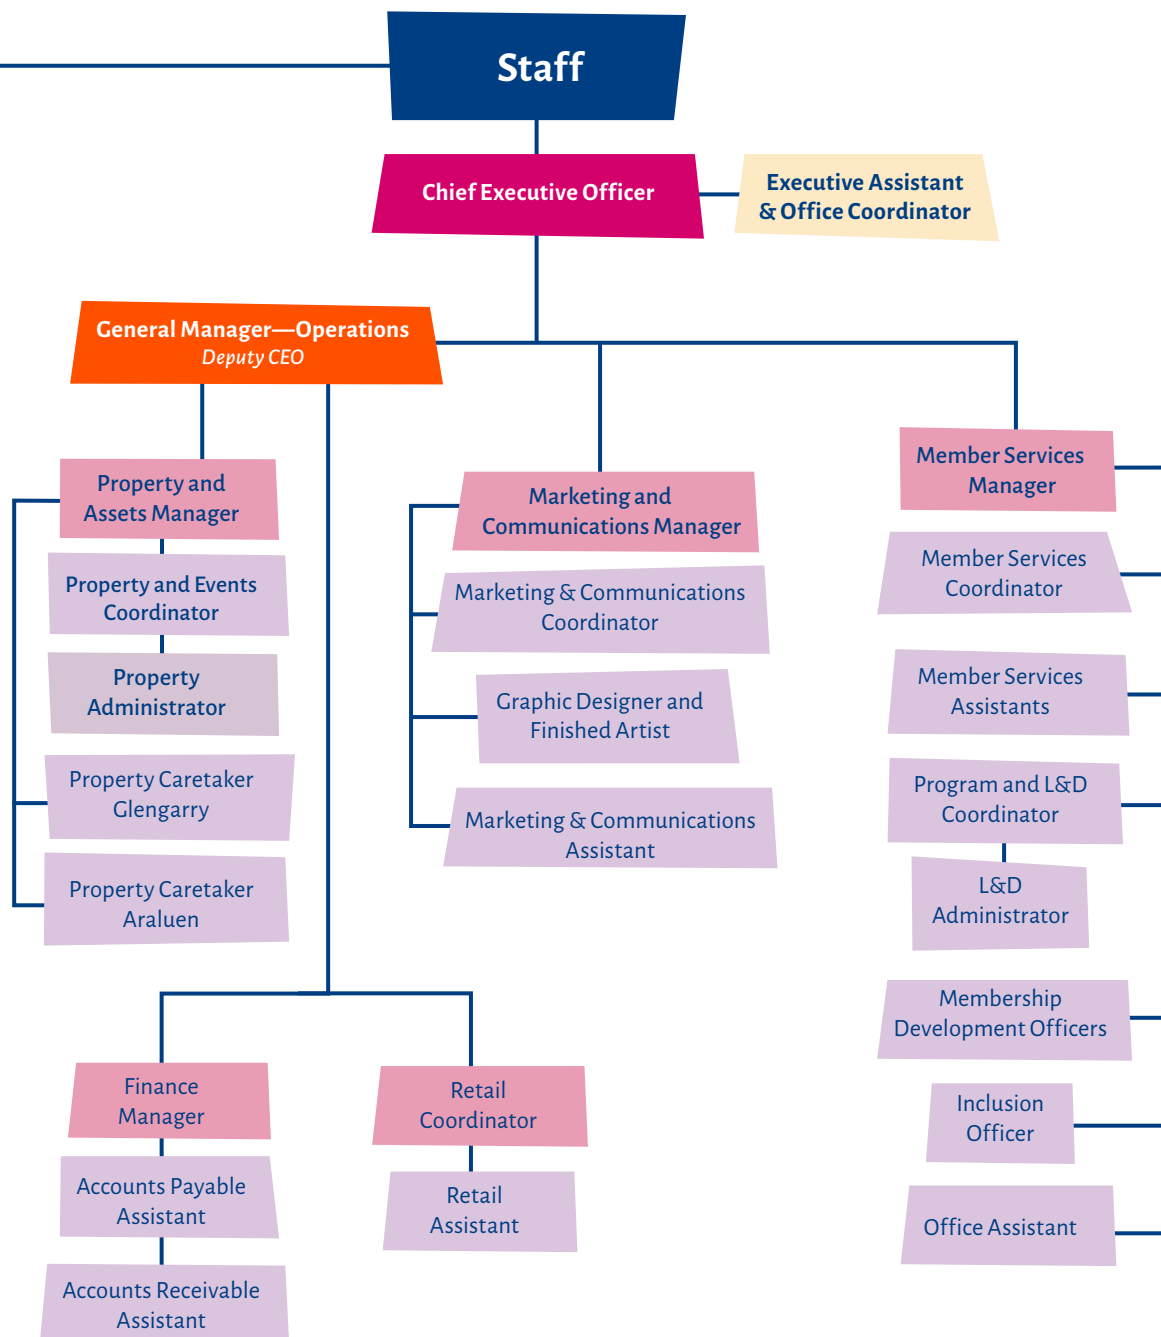 Staff
Chief Executive Officer
Executive Assistant
& Office Coordinator
General Manager—Operations
Deputy CEO
Property and
Assets Manager
Property and Events
Coordinator
Property
Administrator
Property Caretaker
Glengarry
Property Caretaker
Araluen
Marketing and
Communications Manager
Marketing & Communications
Coordinator
Graphic Designer and
Finished Artist
Marketing & Communications
Assistant
Member Services
Manager
Member Services
Coordinator
Member Services
Assistants
Program and L&D
Coordinator
L&D
Administrator
Membership
Development Officers
Inclusion
Officer
Office Assistant
Finance
Manager
Accounts Payable
Assistant
Accounts Receivable
Assistant
Retail
Coordinator
Retail
Assistant